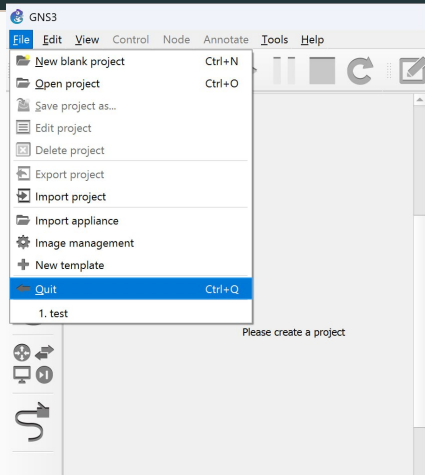 GNS3
File Edit View Control Node Annotate Tools Help
New blank project Ctrl+N
Open project Ctrl+O
Save project as...
Edit project
Delete project
Export project
Import project
Import appliance
Image management
New template
Quit Ctrl+Q
1. test
Please create a project